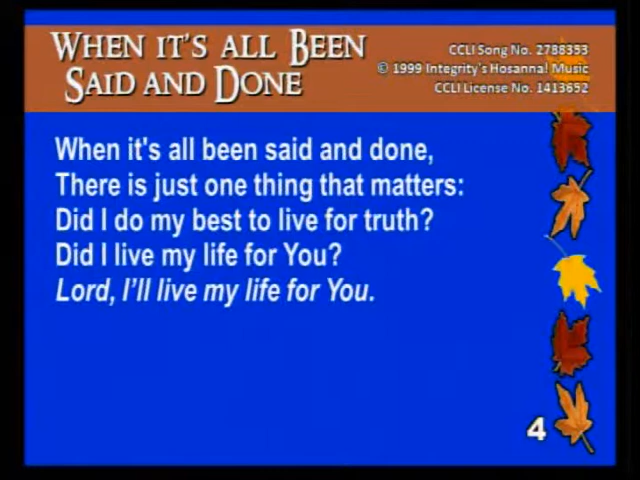 WHEN IT'S ALL BEEN
SAID AND DONE
CCLI Song No. 2788353
© 1999 Integrity's Hosanna! Music
CCLI License No. 1413652
When it's all been said and done,
There is just one thing that matters:
Did I do my best to live for truth?
Did I live my life for You?
Lord, I'll live my life for You.
4